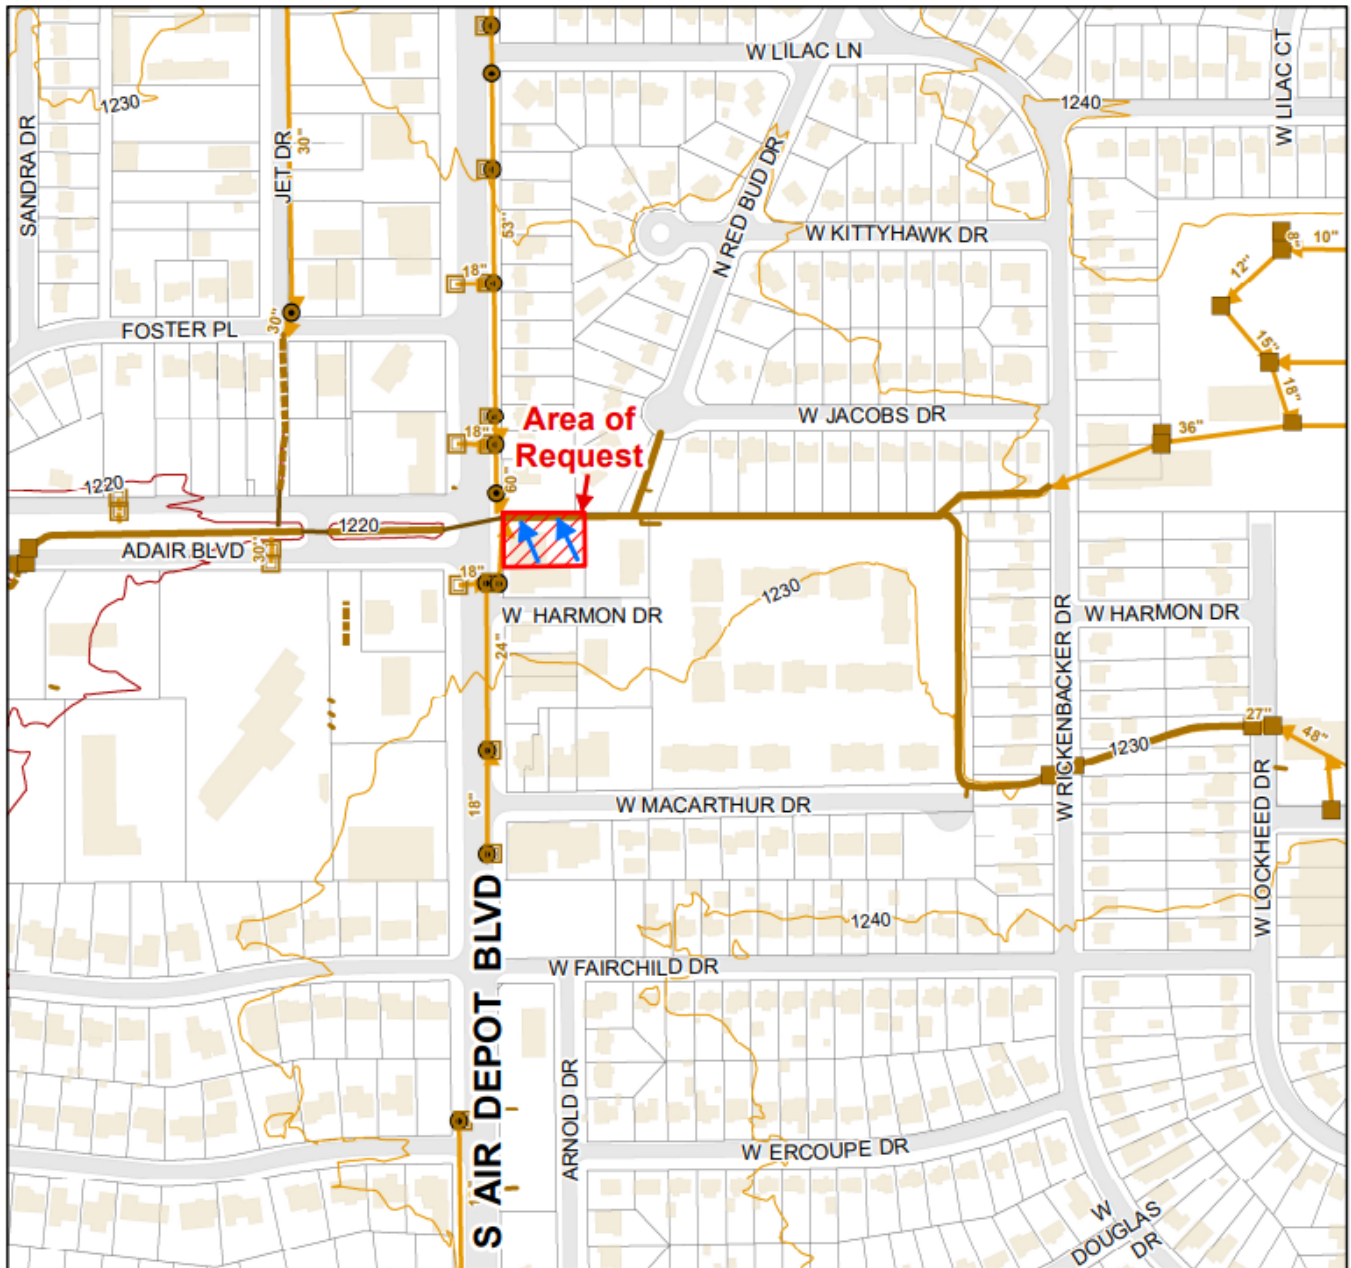 W LILAC LN
W LILAC CT
1230
1240
SANDRA DR
JET DR
30"
N RED BUD DR
53"
W KITTYHAWK DR
8"
10"
12"
18"
30"
FOSTER PL
15"
18"
W JACOBS DR
Area of
Request
18"
36"
60"
1220
1220
ADAIR BLVD
30"
18"
1230
W HARMON DR
W HARMON DR
24"
W RICKENBACKER DR
27"
48"
1230
W MACARTHUR DR
18"
W LOCKHEED DR
1240
S AIR DEPOT BLVD
W FAIRCHILD DR
ARNOLD DR
W ERCOUPE DR
W
DOUGLAS
DR